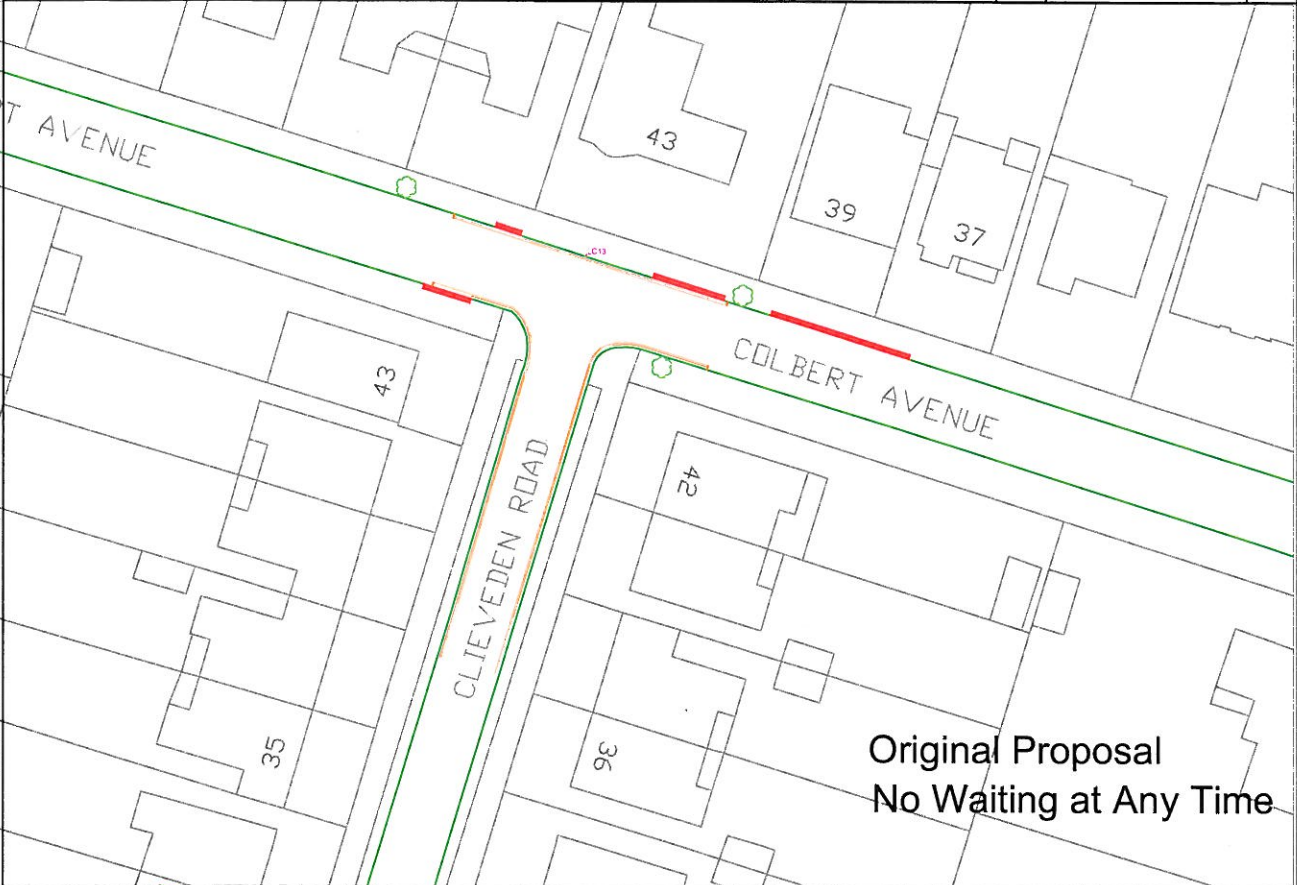 T AVENUE
43
39
37
C13
COLBERT AVENUE
43
CLIEVEDEN ROAD
42
35
36
Original Proposal
No Waiting at Any Time